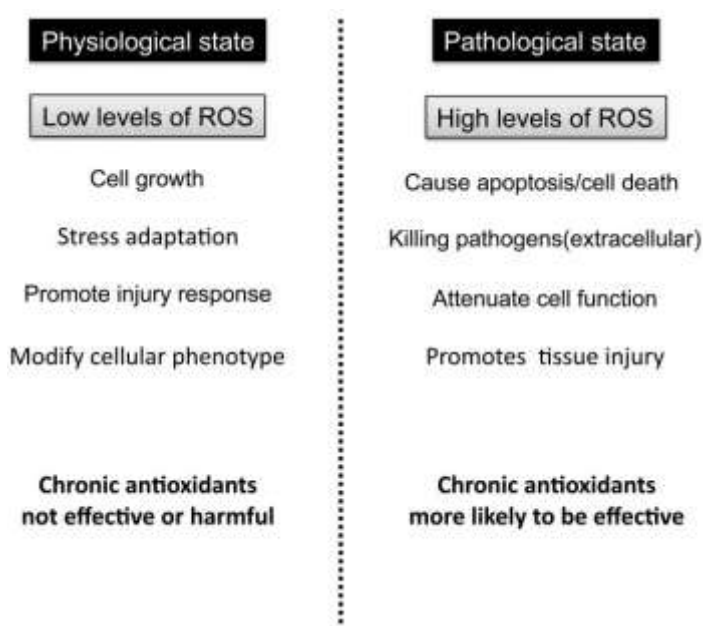 Physiological state
Low levels of ROS
Cell growth
Stress adaptation
Promote injury response
Modify cellular phenotype
Chronic antioxidants
not effective or harmful
Pathological state
High levels of ROS
Cause apoptosis/cell death
Killing pathogens(extracellular)
Attenuate cell function
Promotes tissue injury
Chronic antioxidants
more likely to be effective